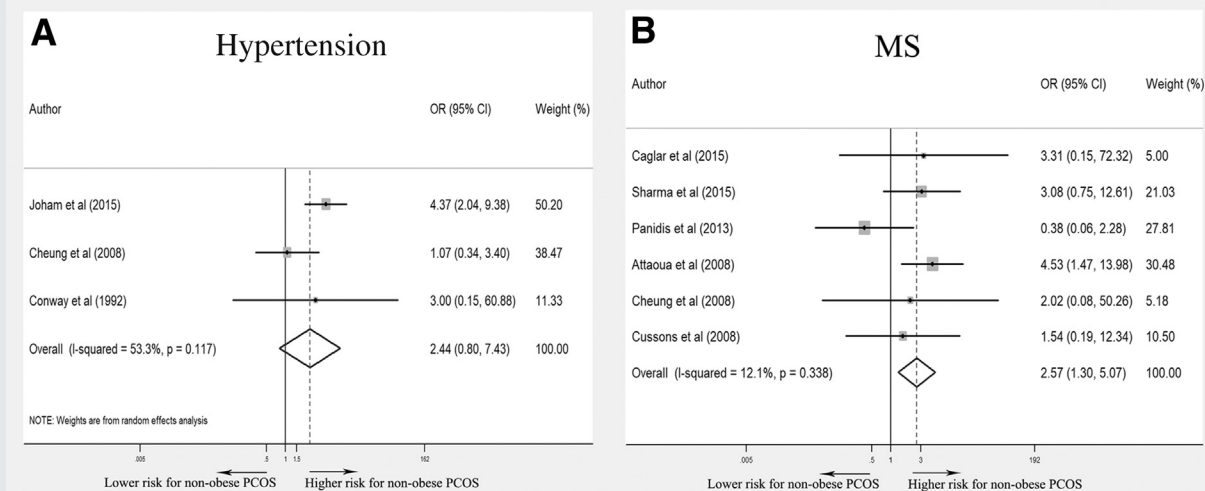 A
Hypertension
Author OR (95% CI) Weight (%)
Joham et al (2015) 4.37 (2.04, 9.38) 50.20
Cheung et al (2008) 1.07 (0.34, 3.40) 38.47
Conway et al (1992) 3.00 (0.15, 60.88) 11.33
Overall (I-squared = 53.3%, p = 0.117) 2.44 (0.80, 7.43) 100.00
NOTE: Weights are from random effects analysis
.005 .5 1 1.5 162
Lower risk for non-obese PCOS Higher risk for non-obese PCOS
B
MS
Author OR (95% CI) Weight (%)
Caglar et al (2015) 3.31 (0.15, 72.32) 5.00
Sharma et al (2015) 3.08 (0.75, 12.61) 21.03
Panidis et al (2013) 0.38 (0.06, 2.28) 27.81
Attaoua et al (2008) 4.53 (1.47, 13.98) 30.48
Cheung et al (2008) 2.02 (0.08, 50.26) 5.18
Cussons et al (2008) 1.54 (0.19, 12.34) 10.50
Overall (I-squared = 12.1%, p = 0.338) 2.57 (1.30, 5.07) 100.00
.005 .5 1 3 192
Lower risk for non-obese PCOS Higher risk for non-obese PCOS